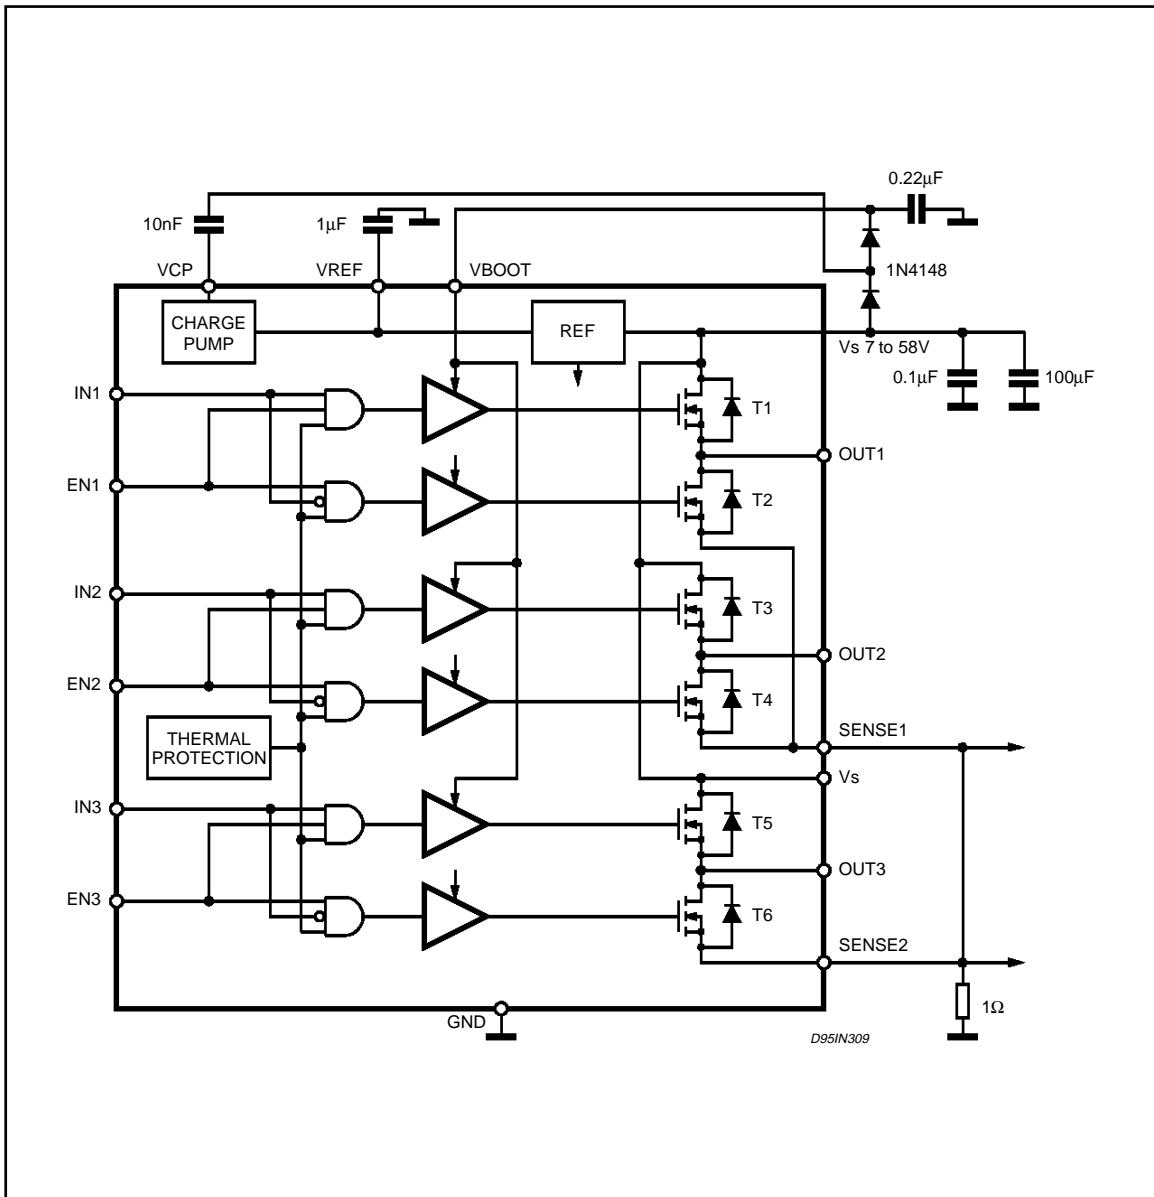 0.22μF
10nF
1μF
VCP
VREF
VBOOT
1N4148
CHARGE
PUMP
REF
Vs 7 to 58V
0.1μF
100μF
IN1
T1
OUT1
EN1
T2
IN2
T3
OUT2
EN2
T4
SENSE1
THERMAL
PROTECTION
Vs
IN3
T5
OUT3
EN3
T6
SENSE2
1Ω
GND
D95IN309